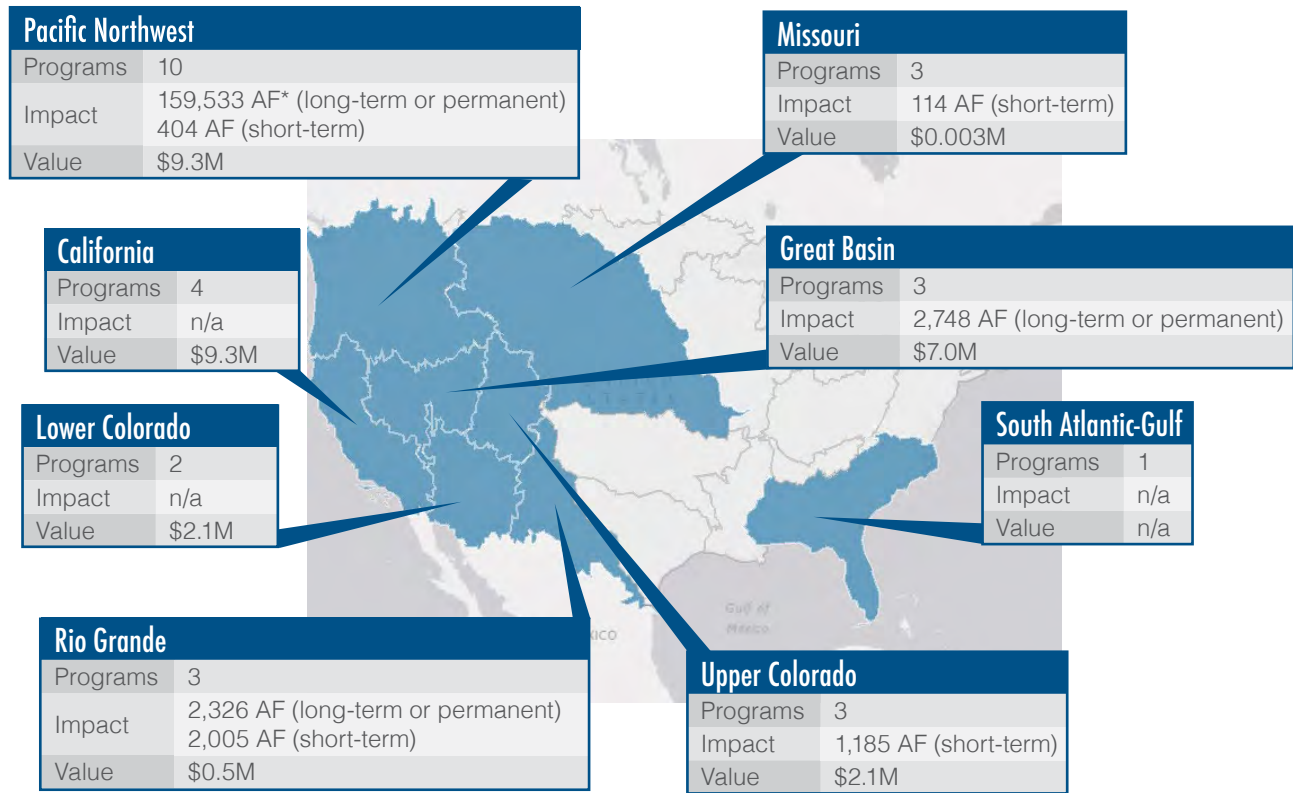 Pacific Northwest
Programs 10
Impact 159,533 AF* (long-term or permanent)
404 AF (short-term)
Value $9.3M
Missouri
Programs 3
Impact 114 AF (short-term)
Value $0.003M
California
Programs 4
Impact n/a
Value $9.3M
Great Basin
Programs 3
Impact 2,748 AF (long-term or permanent)
Value $7.0M
Lower Colorado
Programs 2
Impact n/a
Value $2.1M
South Atlantic-Gulf
Programs 1
Impact n/a
Value n/a
Gulf of
Mexico
Rio Grande
Programs 3
Impact 2,326 AF (long-term or permanent)
2,005 AF (short-term)
Value $0.5M
Upper Colorado
Programs 3
Impact 1,185 AF (short-term)
Value $2.1M